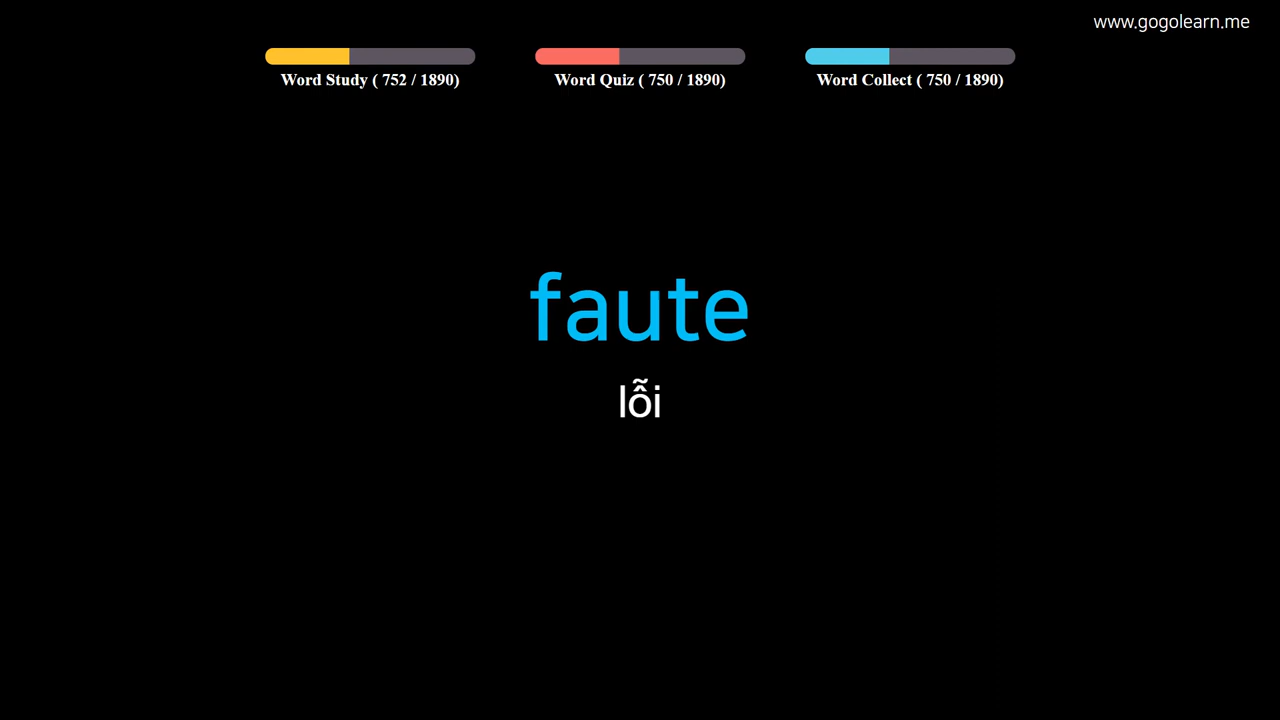 www.gogolearn.me
Word Study ( 752 / 1890)
Word Quiz ( 750 / 1890)
Word Collect ( 750 / 1890)
faute
lỗi